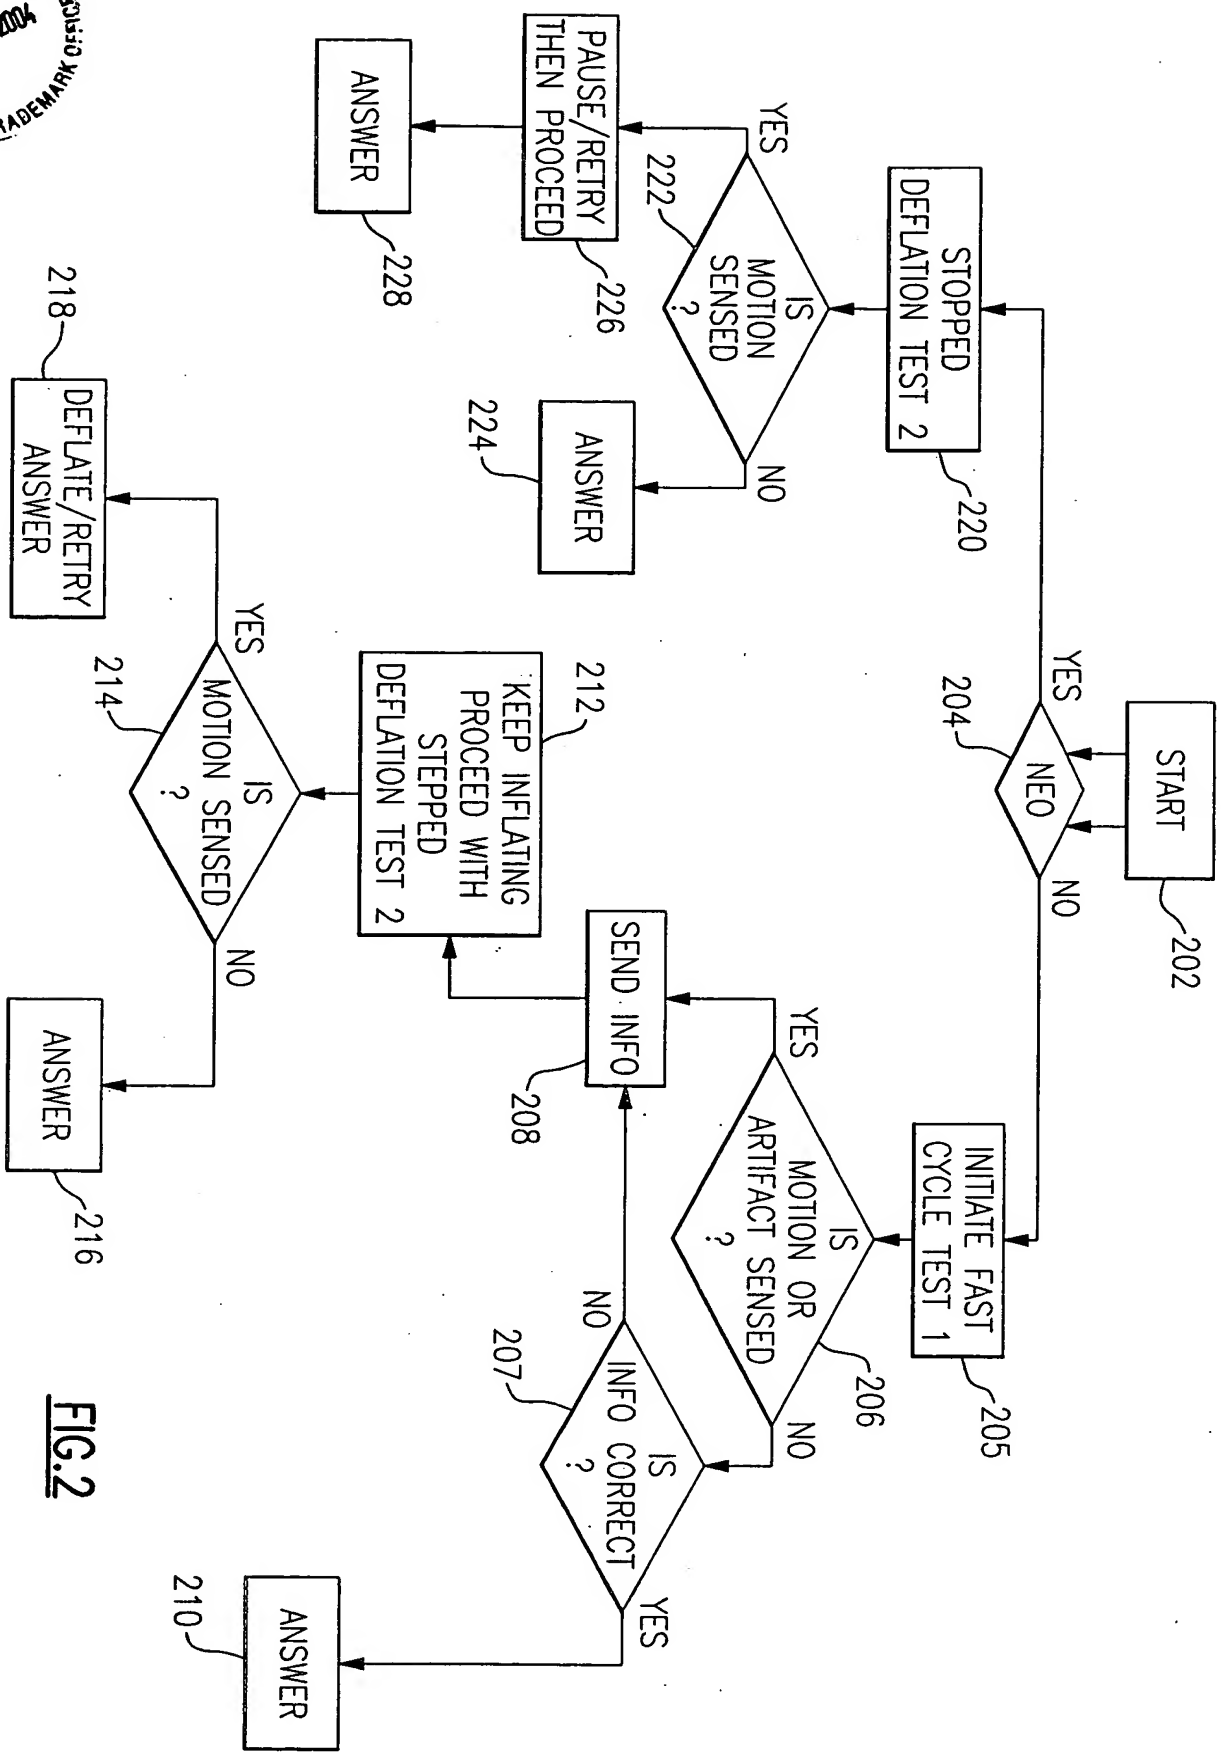 START
202
204
NEO
YES
NO
STOPPED
DEFLATION TEST 2
220
INITIATE FAST
CYCLE TEST 1
205
IS
MOTION
SENSED
?
222
YES
NO
IS
MOTION OR
ARTIFACT SENSED
?
206
YES
NO
PAUSE/RETRY
THEN PROCEED
226
ANSWER
224
SEND INFO
208
IS
INFO CORRECT
?
207
NO
YES
ANSWER
228
212
KEEP INFLATING
PROCEED WITH
STEPPED
DEFLATION TEST 2
ANSWER
210
IS
MOTION SENSED
?
214
YES
NO
218
DEFLATE/RETRY
ANSWER
ANSWER
216
FIG.2
2004
TADEMARK